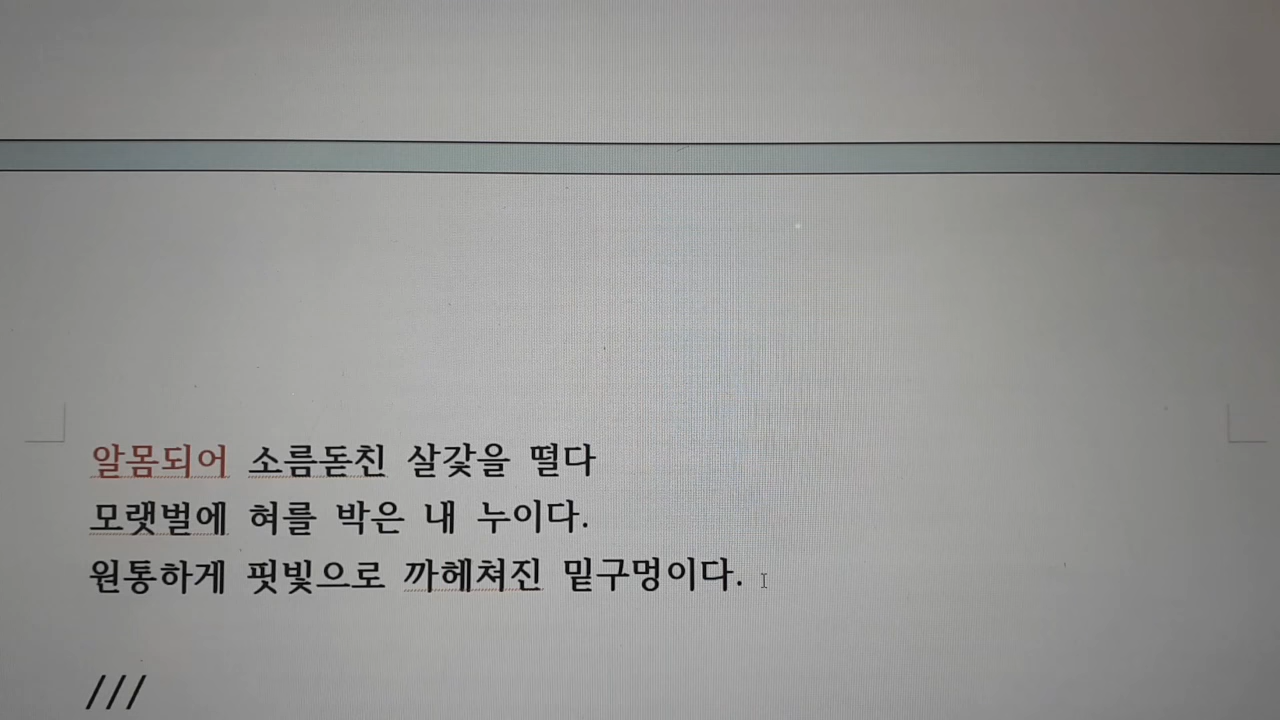 알몸되어 소름돋친 살갗을 떨다
모랫벌에 혀를 박은 내 누이다.
원통하게 핏빛으로 까헤쳐진 밑구멍이다.
///